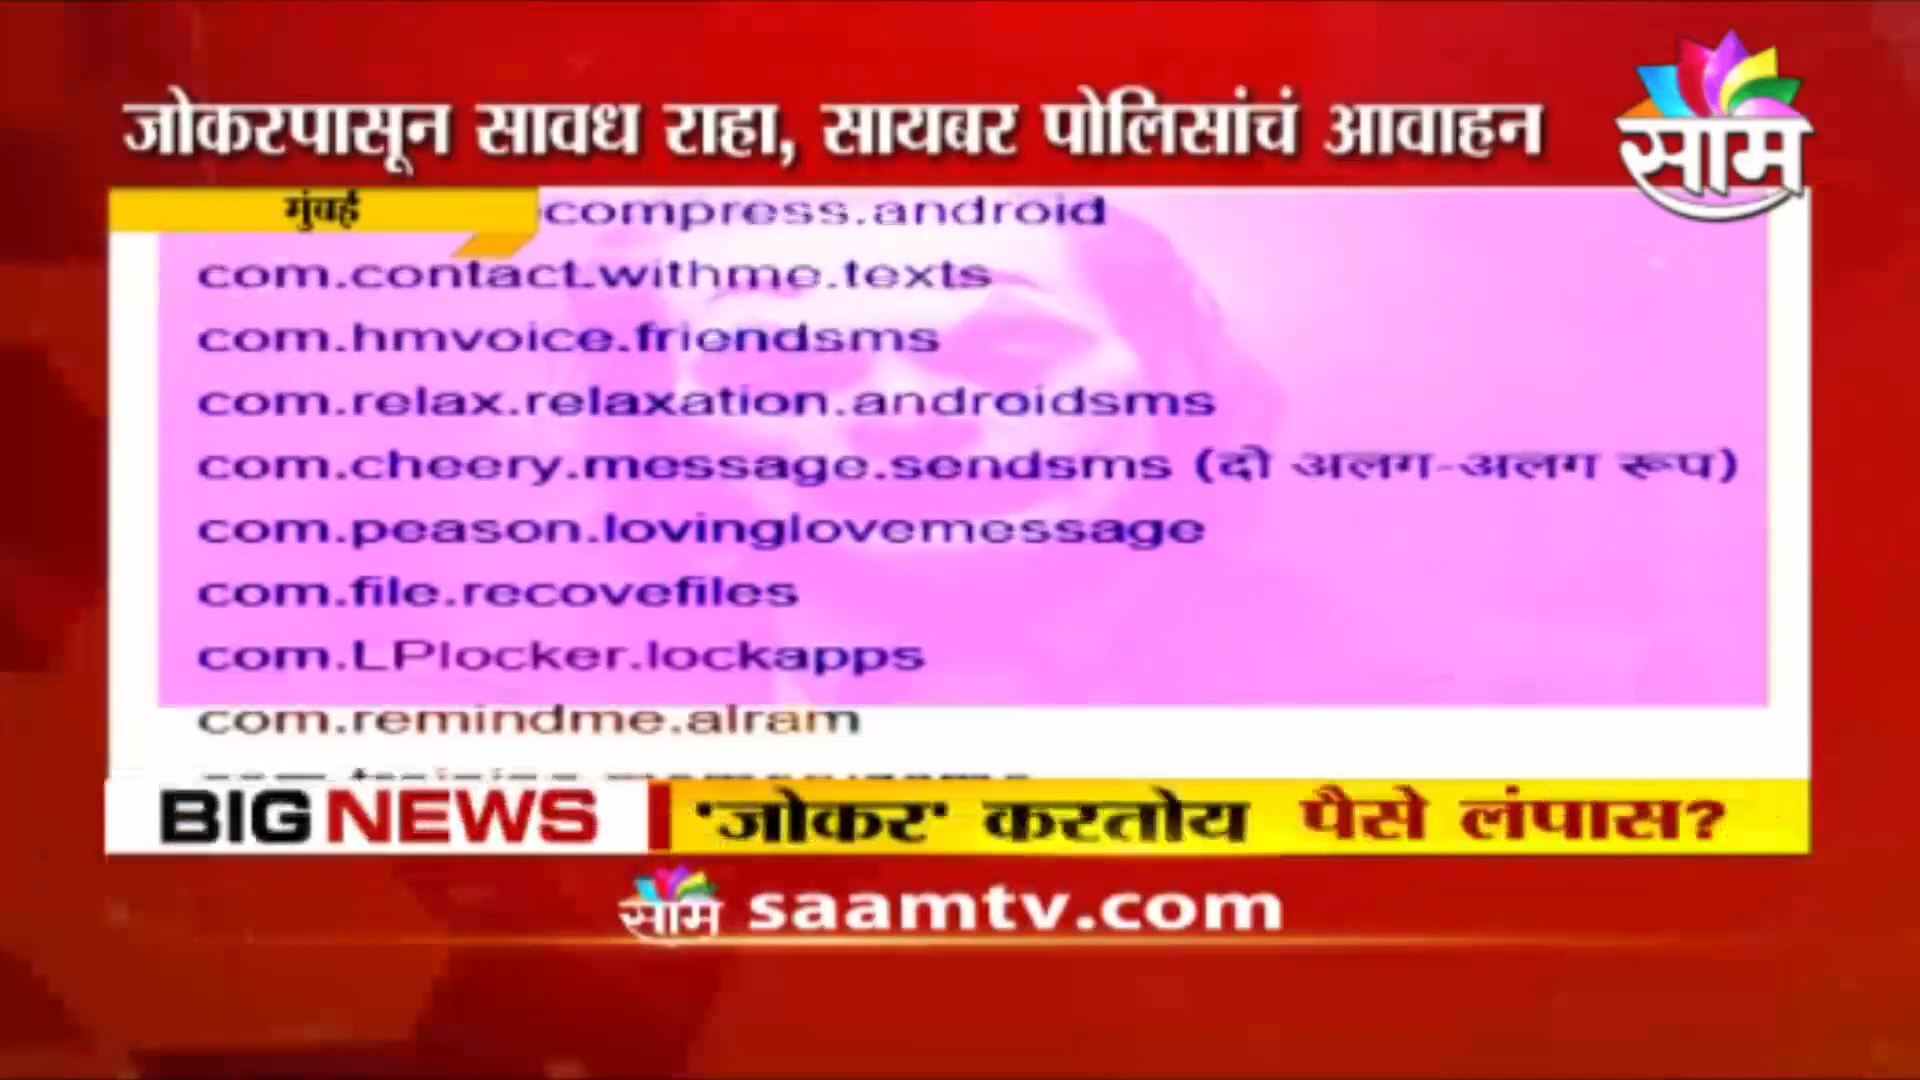 जोकरपासून सावध राहा, सायबर पोलिसांचं आवाहन
साम
मुंबई
compress.android
com.contact.withme.texts
com.hmvoice.friendsms
com.relax.relaxation.androidsms
com.cheery.message.sendsms (दो अलग-अलग रूप)
com.peason.lovinglovemessage
com.file.recovefiles
com.LPlocker.lockapps
com.remindme.alram
BIG NEWS
'जोकर' करतोय पैसे लंपास?
साम saamtv.com